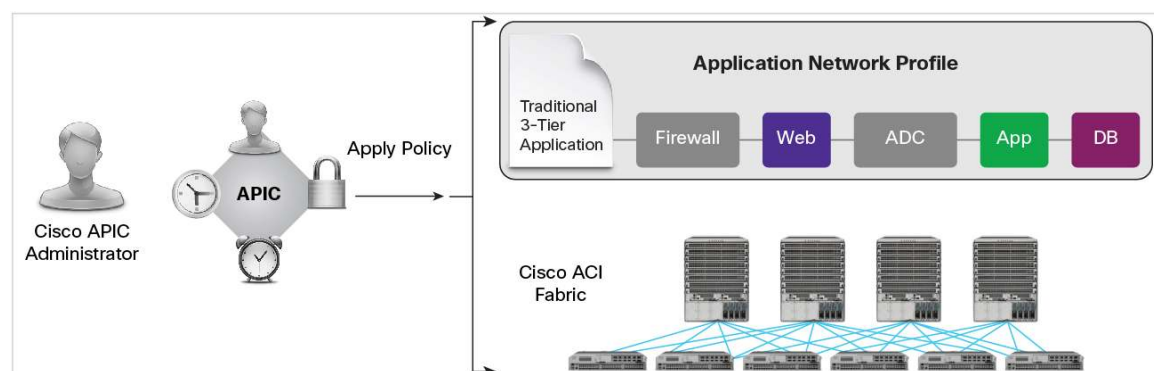 Application Network Profile
Traditional
3-Tier
Application
Firewall
Web
ADC
App
DB
Apply Policy
APIC
Cisco APIC
Administrator
Cisco ACI
Fabric